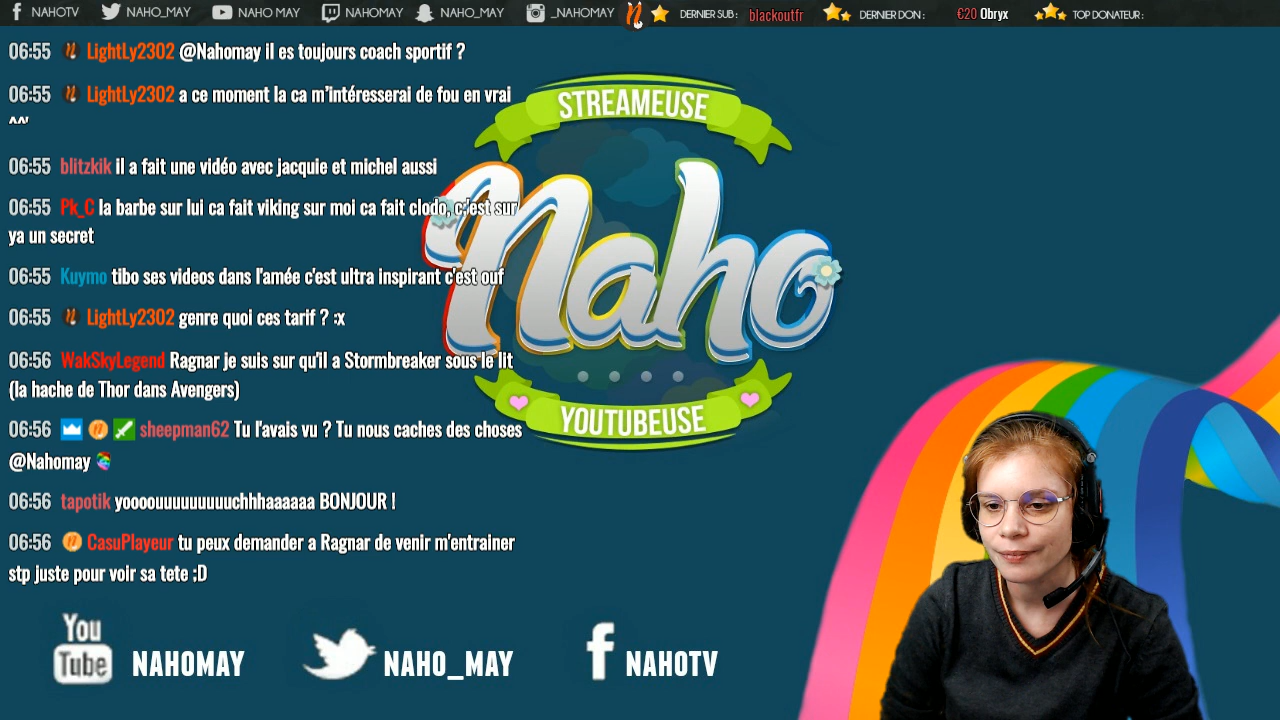 NAHOTV NAHO_MAY NAHO MAY NAHOMAY NAHO_MAY _NAHOMAY DERNIER SUB : blackoutfr DERNIER DON : €20 Obryx TOP DONATEUR :
06:55 LightLy2302 @Nahomay il es toujours coach sportif ?
06:55 LightLy2302 a ce moment la ca m'intéresserai de fou en vrai
^^'
06:55 blitzkik il a fait une vidéo avec jacquie et michel aussi
06:55 Pk_C la barbe sur lui ca fait viking sur moi ca fait clodo, c'est sur
ya un secret
06:55 Kuymo tibo ses videos dans l'amée c'est ultra inspirant c'est ouf
06:55 LightLy2302 genre quoi ces tarif ? :x
06:56 WakSkyLegend Ragnar je suis sur qu'il a Stormbreaker sous le lit
(la hache de Thor dans Avengers)
06:56 sheepman62 Tu l'avais vu ? Tu nous caches des choses
@Nahomay
06:56 tapotik yoooouuuuuuuuuchhhaaaaaa BONJOUR !
06:56 CasuPlayeur tu peux demander a Ragnar de venir m'entrainer
stp juste pour voir sa tete ;D
STREAMEUSE
Naho
YOUTUBEUSE
You
Tube
NAHOMAY NAHO_MAY NAHOTV